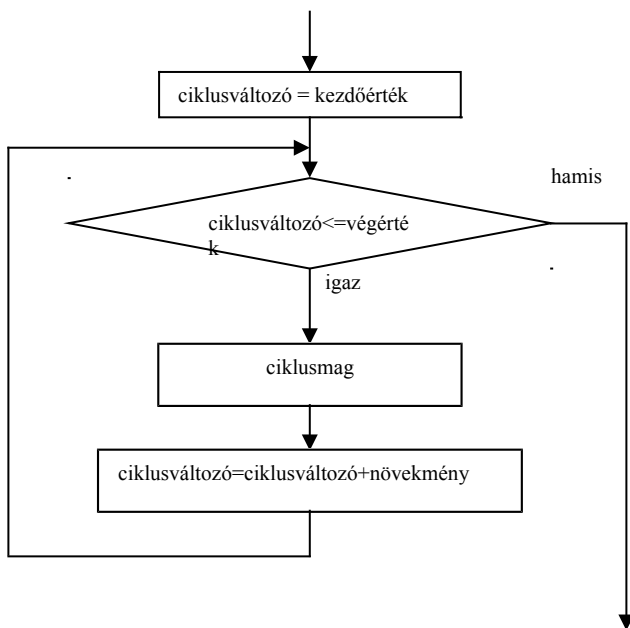 ciklusváltozó = kezdőérték
hamis
ciklusváltozó<=végérté
k
igaz
ciklusmag
ciklusváltozó=ciklusváltozó+növekmény